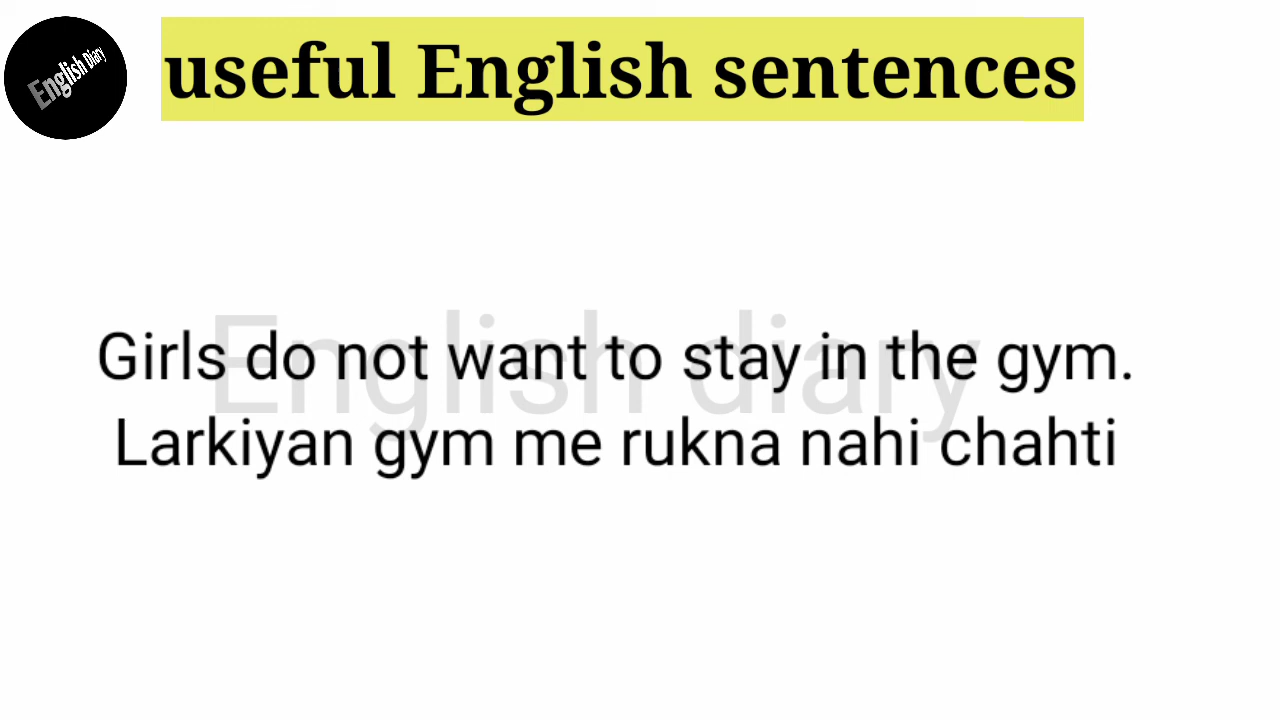 English Diary
useful English sentences
English diary
Girls do not want to stay in the gym.
Larkiyan gym me rukna nahi chahti